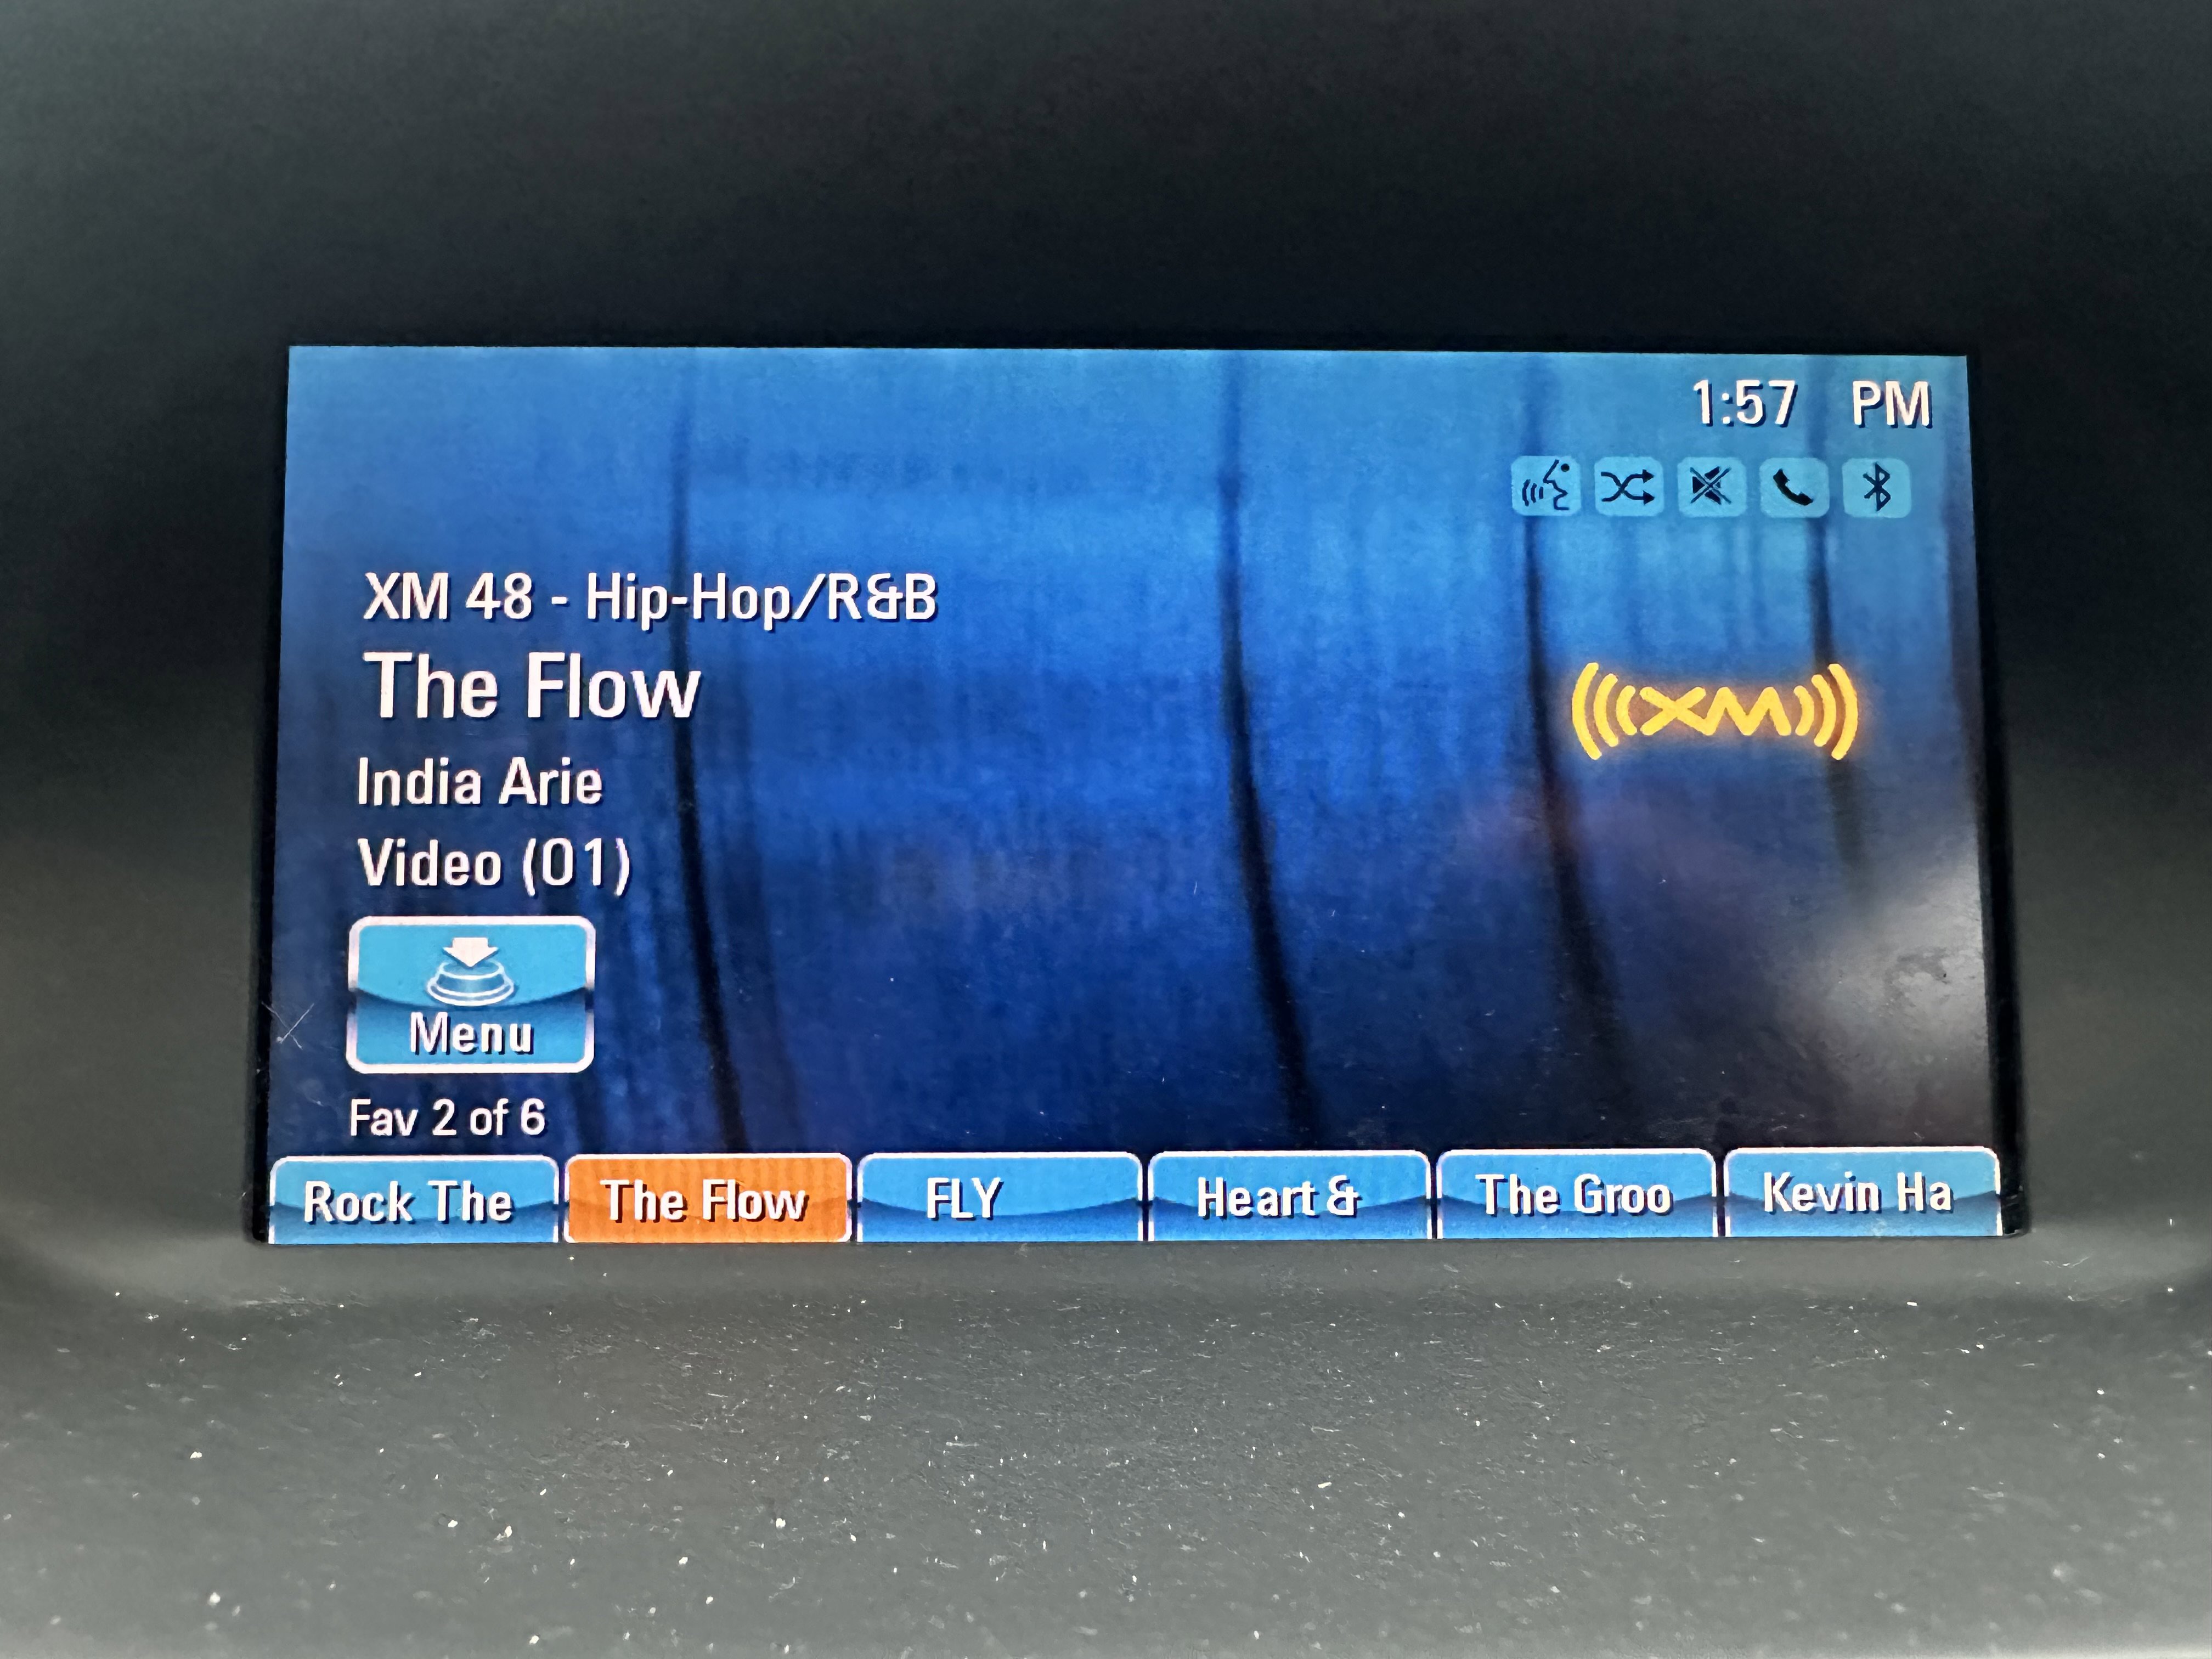 1:57 PM
XM 48 - Hip-Hop/R&B
The Flow
XM
India Arie
Video (01)
Menu
Fav 2 of 6
Rock The
The Flow
FLY
Heart &
The Groo
Kevin Ha